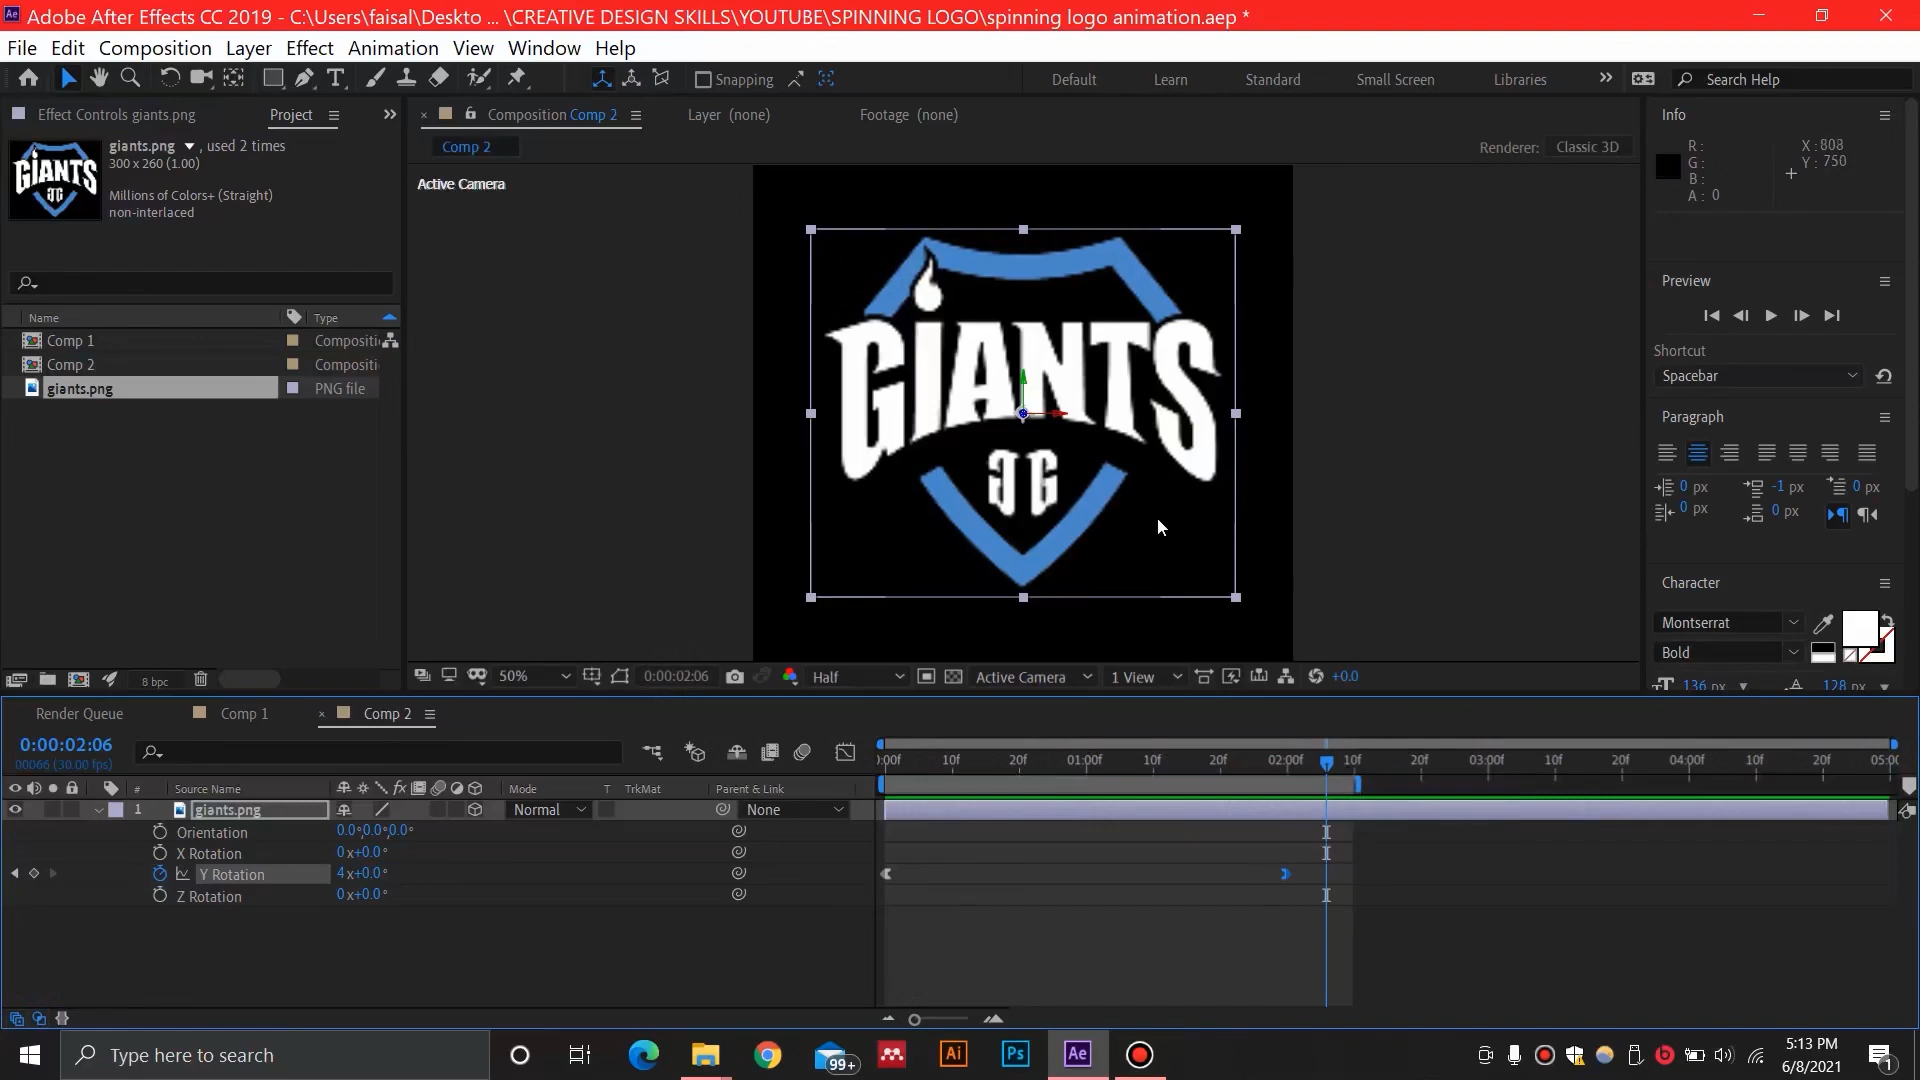 Adobe After Effects CC 2019 - C:\Users\faisal\Deskto ... \CREATIVE DESIGN SKILLS\YOUTUBE\SPINNING LOGO\spinning logo animation.aep *
File Edit Composition Layer Effect Animation View Window Help
Snapping Default Learn Standard Small Screen Libraries Search Help
Effect Controls giants.png Project
Composition Comp 2 Layer (none) Footage (none)
Info
giants.png , used 2 times
300 x 260 (1.00)
Millions of Colors+ (Straight)
non-interlaced
Comp 2
Renderer: Classic 3D
Active Camera
R :
G :
B :
A : 0
X : 808
Y : 750
GiANTS
GG
Preview
Shortcut
Spacebar
Paragraph
0 px -1 px 0 px
0 px 0 px
Character
Montserrat
Bold
136 px 128 px
Name Type
Comp 1 Compositi
Comp 2 Compositi
giants.png PNG file
8 bpc
50% 0:00:02:06 Half Active Camera 1 View +0.0
Render Queue Comp 1 Comp 2
0:00:02:06
00066 (30.00 fps)
):00f 10f 20f 01:00f 10f 20f 02:00f 10f 20f 03:00f 10f 20f 04:00f 10f 20f 05:00
# Source Name fx Mode T TrkMat Parent & Link
1 giants.png Normal None
Orientation 0.0°,0.0°,0.0°
X Rotation 0x+0.0°
Y Rotation 4x+0.0°
Z Rotation 0x+0.0°
Type here to search
99+
Ai Ps Ae
5:13 PM
6/8/2021
1